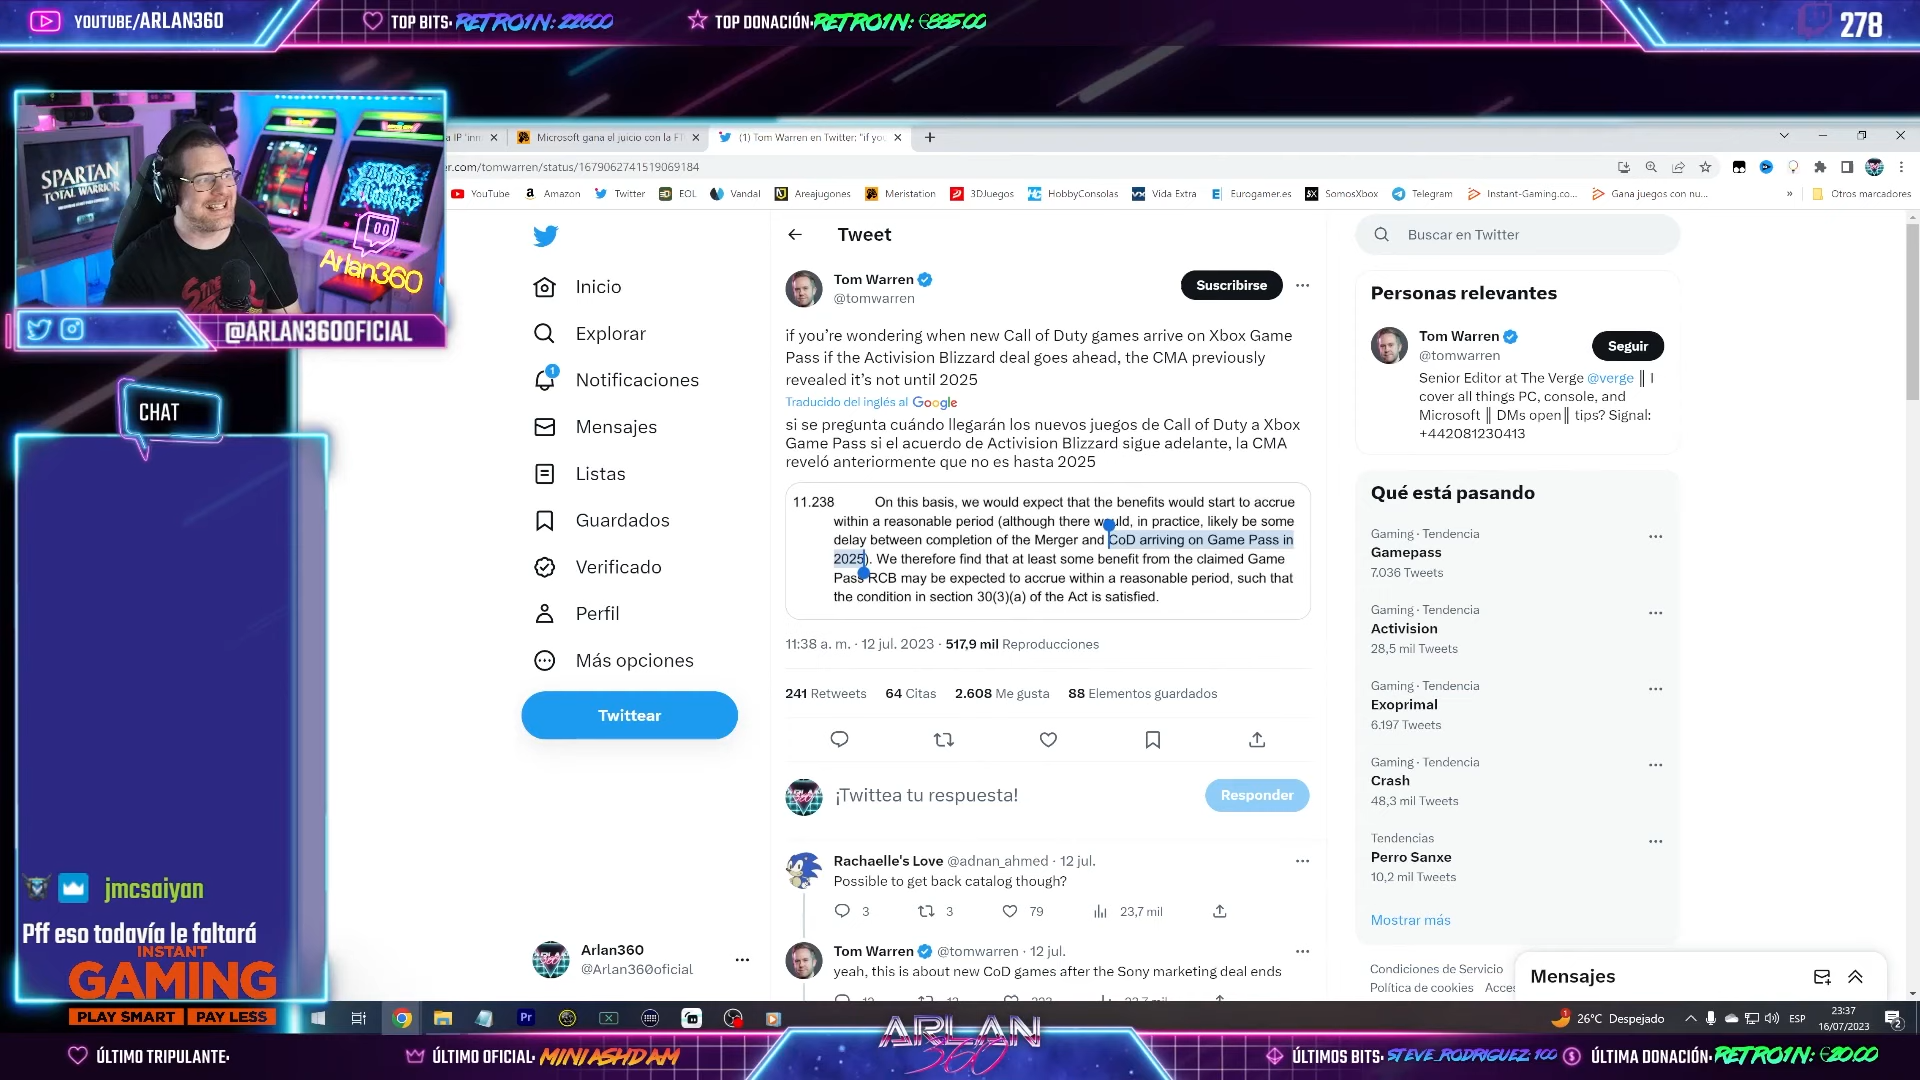 YOUTUBE/ARLAN360
TOP BITS: RETRO1N: 22600
TOP DONACIÓN: RETRO1N: €885.00
278
SPARTAN
TOTAL WARRIOR
Arlan360
@ARLAN360OFICIAL
CHAT
jmcsaiyan
Pff eso todavía le faltará
INSTANT
GAMING
PLAY SMART | PAY LESS
a IP 'inn
Microsoft gana el juicio con la FT
(1) Tom Warren en Twitter: "if you
er.com/tomwarren/status/1679062741519069184
YouTube
Amazon
Twitter
EOL
Vandal
Areajugones
Meristation
3DJuegos
HobbyConsolas
Vida Extra
Eurogamer.es
SomosXbox
Telegram
Instant-Gaming.co...
Gana juegos con nu...
»
Otros marcadores
Inicio
Explorar
1
Notificaciones
Mensajes
Listas
Guardados
Verificado
Perfil
Más opciones
Twittear
Arlan360
@Arlan360oficial
Tweet
Tom Warren
@tomwarren
Suscribirse
if you’re wondering when new Call of Duty games arrive on Xbox Game
Pass if the Activision Blizzard deal goes ahead, the CMA previously
revealed it’s not until 2025
Traducido del inglés al Google
si se pregunta cuándo llegarán los nuevos juegos de Call of Duty a Xbox
Game Pass si el acuerdo de Activision Blizzard sigue adelante, la CMA
reveló anteriormente que no es hasta 2025
11.238 On this basis, we would expect that the benefits would start to accrue
within a reasonable period (although there would, in practice, likely be some
delay between completion of the Merger and CoD arriving on Game Pass in
2025). We therefore find that at least some benefit from the claimed Game
Pass RCB may be expected to accrue within a reasonable period, such that
the condition in section 30(3)(a) of the Act is satisfied.
11:38 a. m. · 12 jul. 2023 · 517,9 mil Reproducciones
241 Retweets 64 Citas 2.608 Me gusta 88 Elementos guardados
¡Twittea tu respuesta!
Responder
Rachaelle's Love @adnan_ahmed · 12 jul.
Possible to get back catalog though?
3 3 79 23,7 mil
Tom Warren @tomwarren · 12 jul.
yeah, this is about new CoD games after the Sony marketing deal ends
Buscar en Twitter
Personas relevantes
Tom Warren
@tomwarren
Seguir
Senior Editor at The Verge @verge ║ I
cover all things PC, console, and
Microsoft ║ DMs open║ tips? Signal:
+442081230413
Qué está pasando
Gaming · Tendencia
Gamepass
7.036 Tweets
Gaming · Tendencia
Activision
28,5 mil Tweets
Gaming · Tendencia
Exoprimal
6.197 Tweets
Gaming · Tendencia
Crash
48,3 mil Tweets
Tendencias
Perro Sanxe
10,2 mil Tweets
Mostrar más
Condiciones de Servicio
Política de cookies Acces
Mensajes
Pr
26°C Despejado
ESP
23:37
16/07/2023
2
ARLAN
360
ÚLTIMO TRIPULANTE:
ÚLTIMO OFICIAL: MINIASHDAM
ÚLTIMOS BITS: STEVE_RODRIGUEZ: 100
ÚLTIMA DONACIÓN: RETRO1N: €20.00